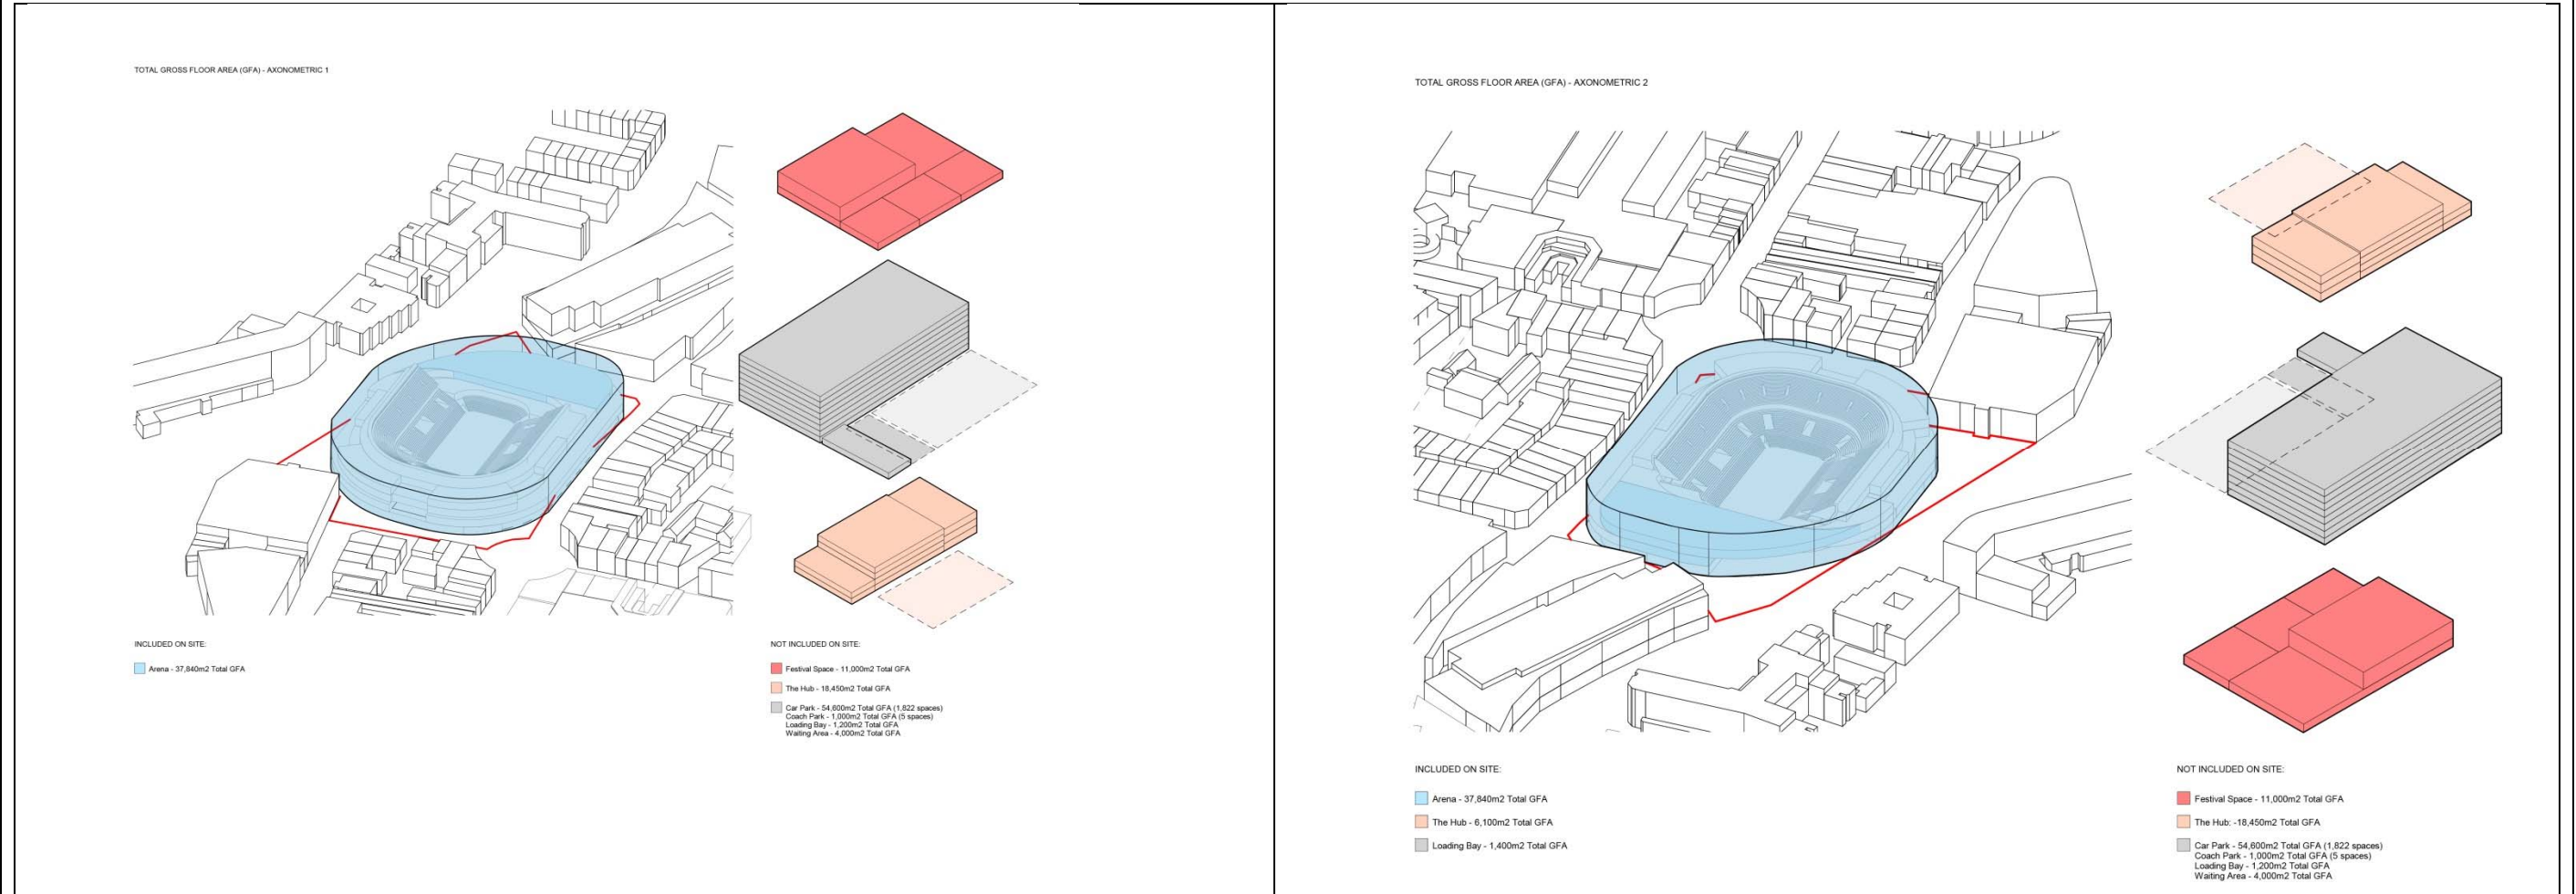 TOTAL GROSS FLOOR AREA (GFA) - AXONOMETRIC 1
INCLUDED ON SITE:
Arena - 37,840m2 Total GFA
NOT INCLUDED ON SITE:
Festival Space - 11,000m2 Total GFA
The Hub - 18,450m2 Total GFA
Car Park - 54,600m2 Total GFA (1,822 spaces)
Coach Park - 1,000m2 Total GFA (5 spaces)
Loading Bay - 1,200m2 Total GFA
Waiting Area - 4,000m2 Total GFA
TOTAL GROSS FLOOR AREA (GFA) - AXONOMETRIC 2
INCLUDED ON SITE:
Arena - 37,840m2 Total GFA
The Hub - 6,100m2 Total GFA
Loading Bay - 1,400m2 Total GFA
NOT INCLUDED ON SITE:
Festival Space - 11,000m2 Total GFA
The Hub: -18,450m2 Total GFA
Car Park - 54,600m2 Total GFA (1,822 spaces)
Coach Park - 1,000m2 Total GFA (5 spaces)
Loading Bay - 1,200m2 Total GFA
Waiting Area - 4,000m2 Total GFA